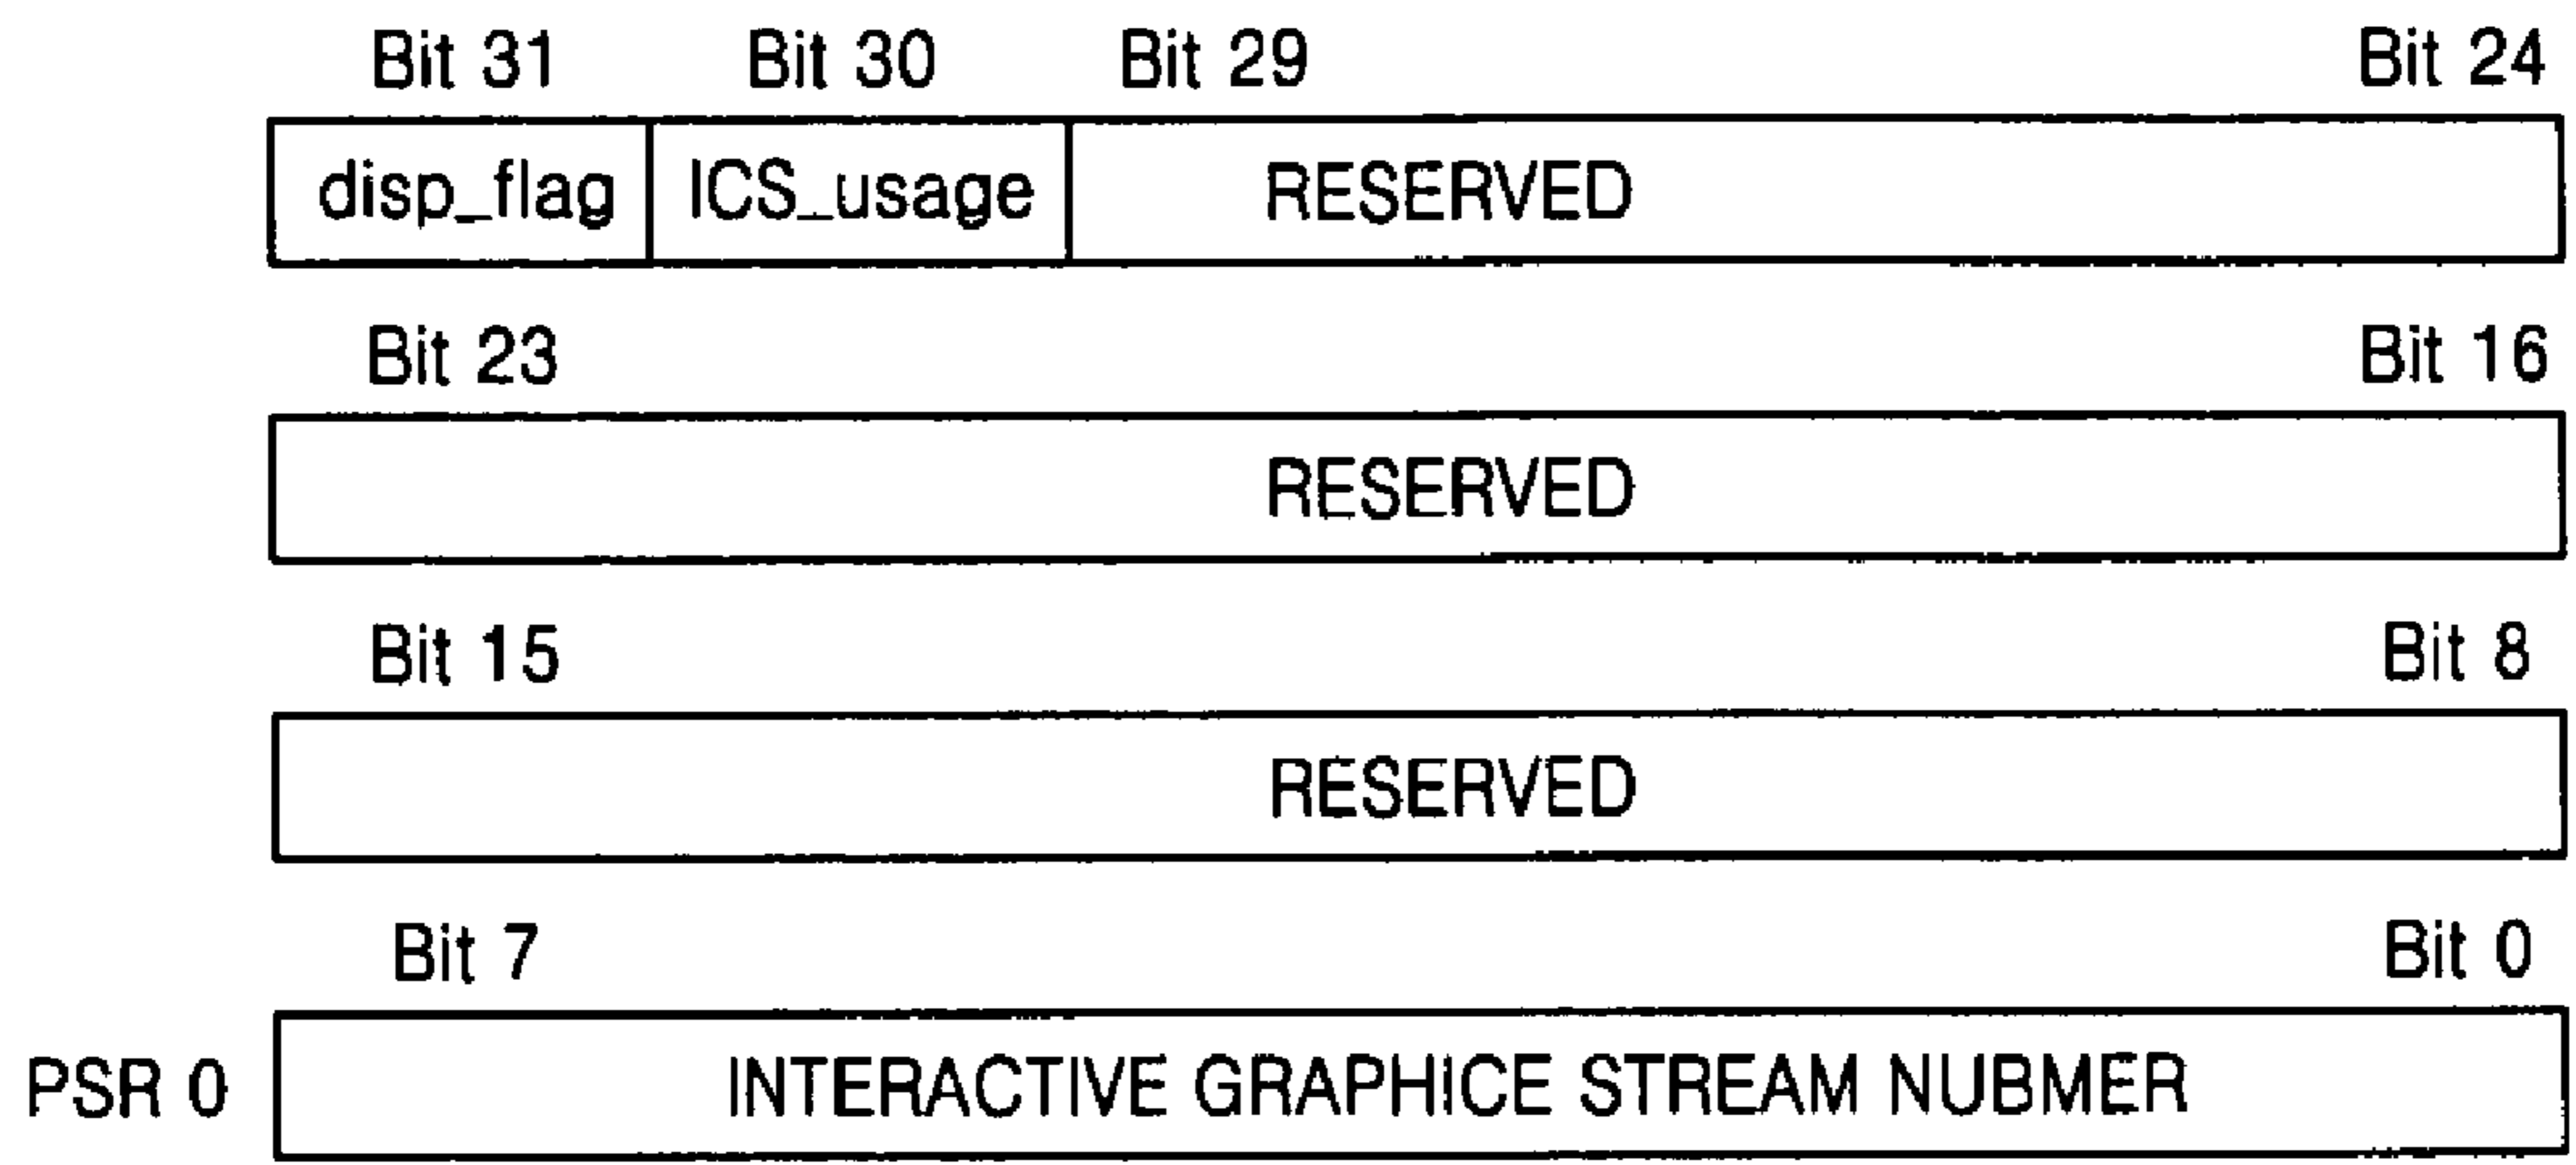 Bit 31 Bit 30 Bit 29 Bit 24
disp_flag ICS_usage RESERVED
Bit 23 Bit 16
RESERVED
Bit 15 Bit 8
RESERVED
Bit 7 Bit 0
PSR 0 INTERACTIVE GRAPHICE STREAM NUBMER